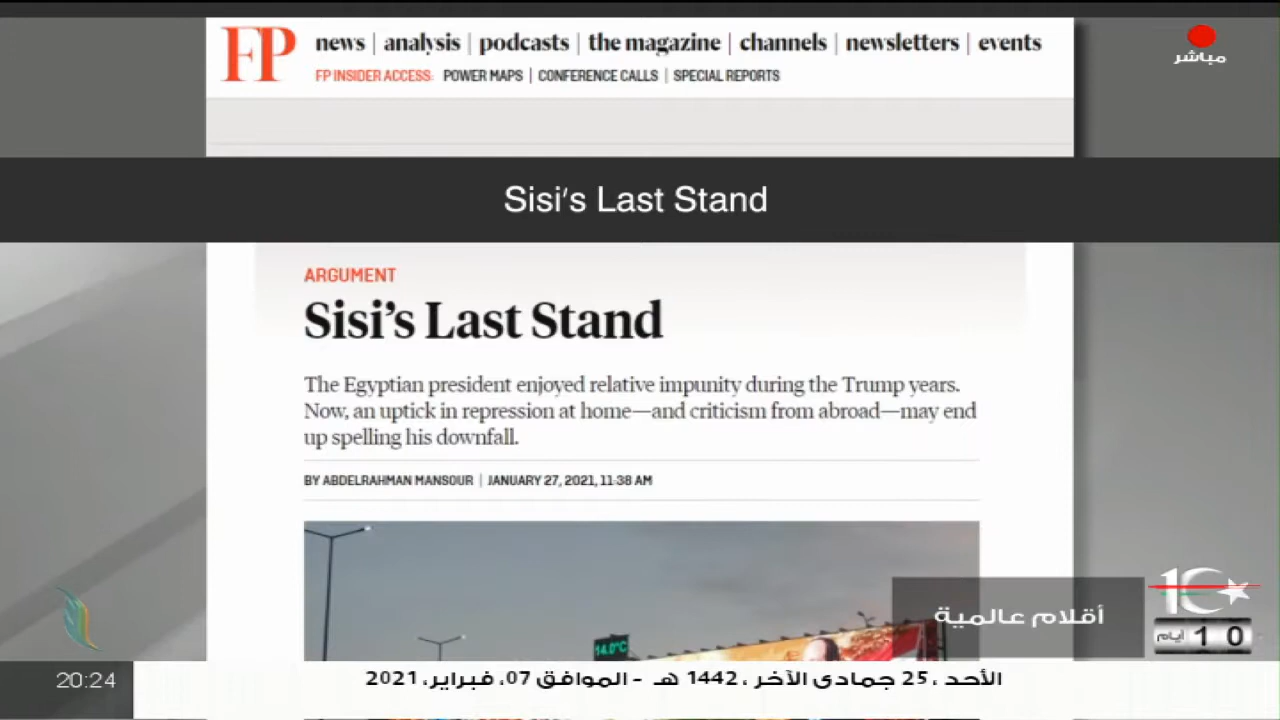 FP
news | analysis | podcasts | the magazine | channels | newsletters | events
FP INSIDER ACCESS: POWER MAPS | CONFERENCE CALLS | SPECIAL REPORTS
مباشر
Sisi's Last Stand
ARGUMENT
Sisi’s Last Stand
The Egyptian president enjoyed relative impunity during the Trump years.
Now, an uptick in repression at home—and criticism from abroad—may end
up spelling his downfall.
BY ABDELRAHMAN MANSOUR | JANUARY 27, 2021, 11:38 AM
14.0°C
أقلام عالمية
10
أيام 1 0
20:24
الأحد ، 25 جمادى الآخر ، 1442 هـ - الموافق 07، فبراير، 2021